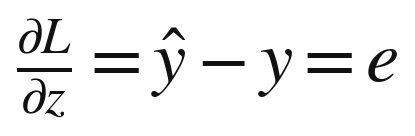 ∂L/∂z = ŷ − y = e